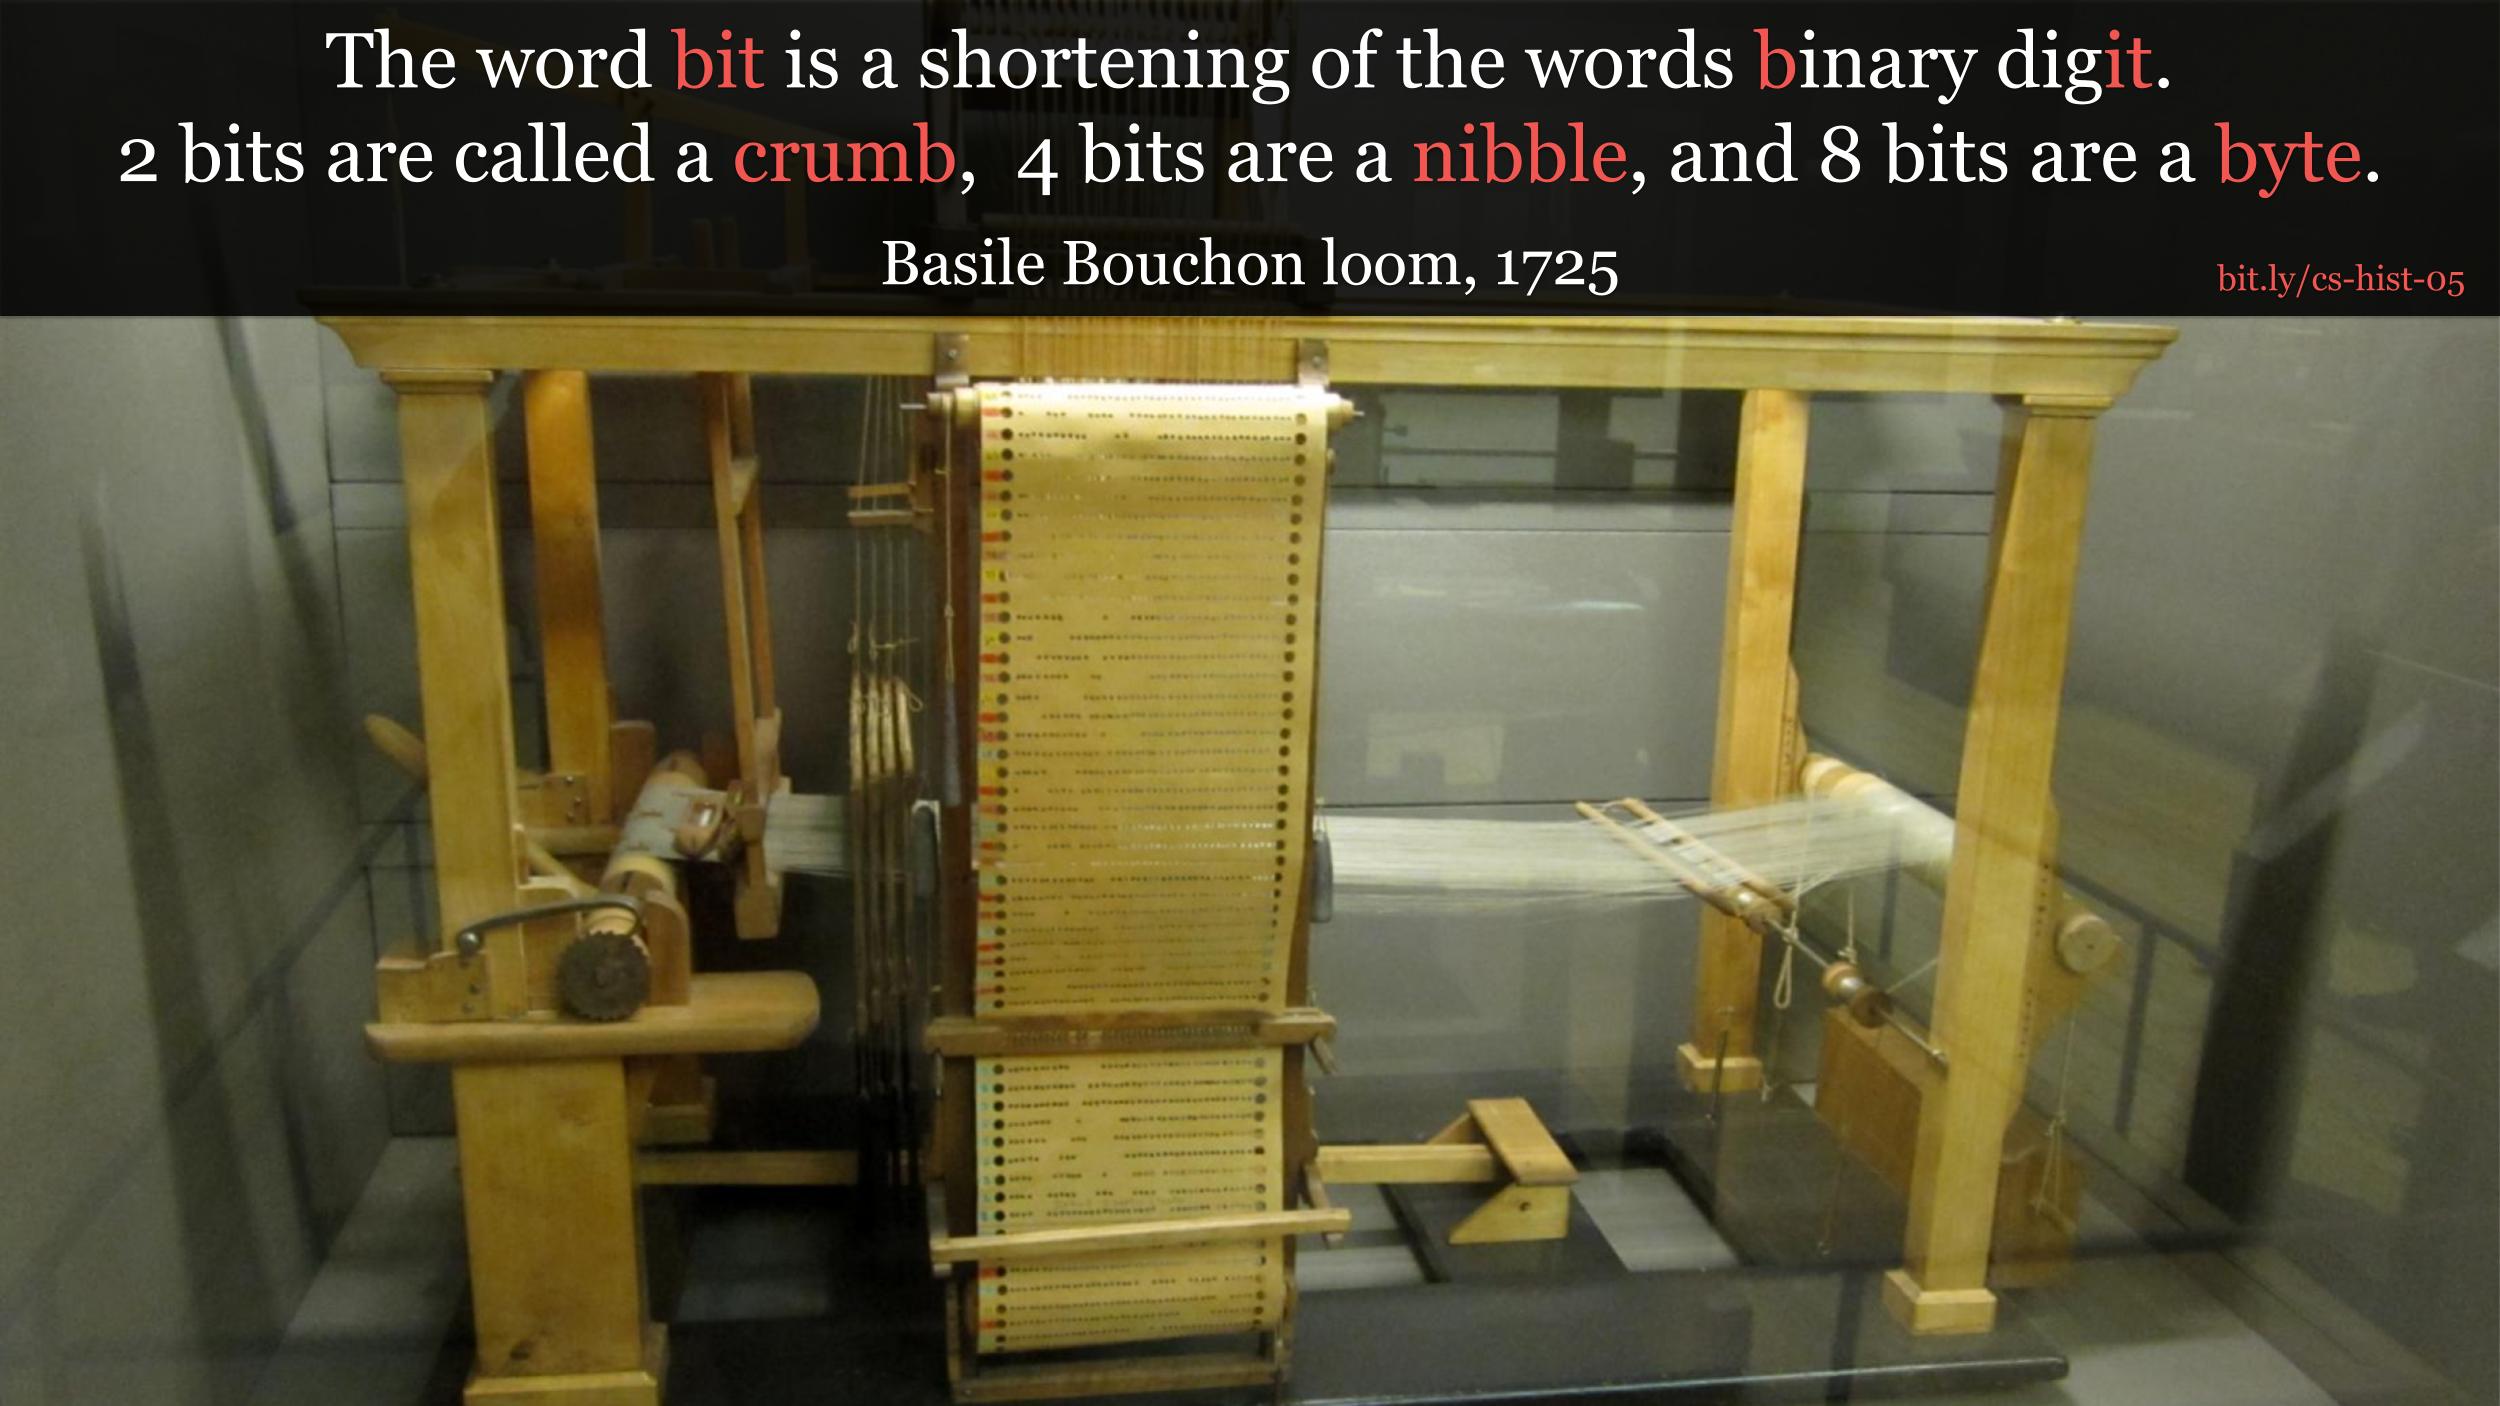 The word bit is a shortening of the words binary digit.
2 bits are called a crumb, 4 bits are a nibble, and 8 bits are a byte.
Basile Bouchon loom, 1725
bit.ly/cs-hist-05